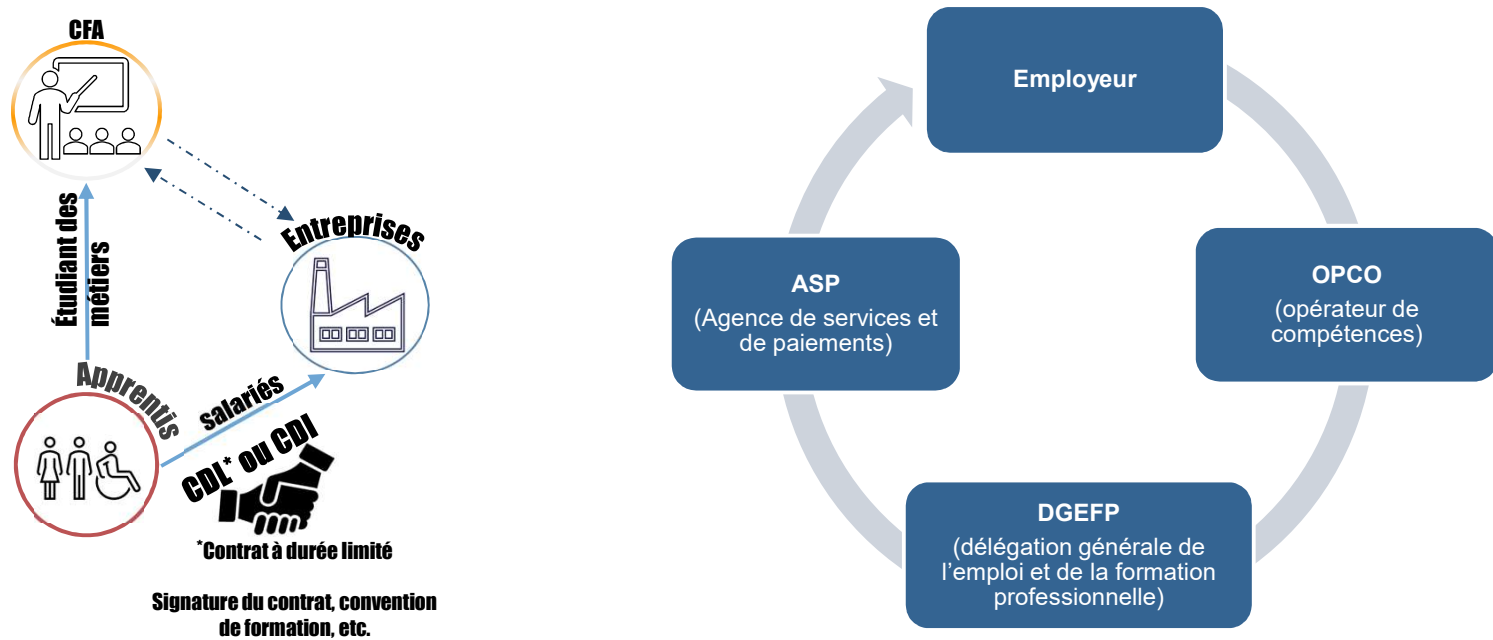 CFA
Étudiant des
métiers
Entreprises
Apprentis
salariés
CDL* ou CDI
*Contrat à durée limité
Signature du contrat, convention
de formation, etc.
Employeur
OPCO
(opérateur de
compétences)
DGEFP
(délégation générale de
l’emploi et de la formation
professionnelle)
ASP
(Agence de services et
de paiements)